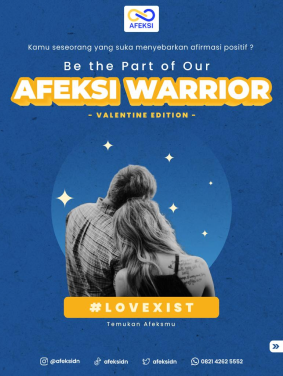 AFEKSI
Kamu seseorang yang suka menyebarkan afirmasi positif ?
Be the Part of Our
AFEKSI WARRIOR
- VALENTINE EDITION -
#LOVEXIST
Temukan Afeksmu
@afeksidn @afeksidn @afeksidn 0821 4262 5552